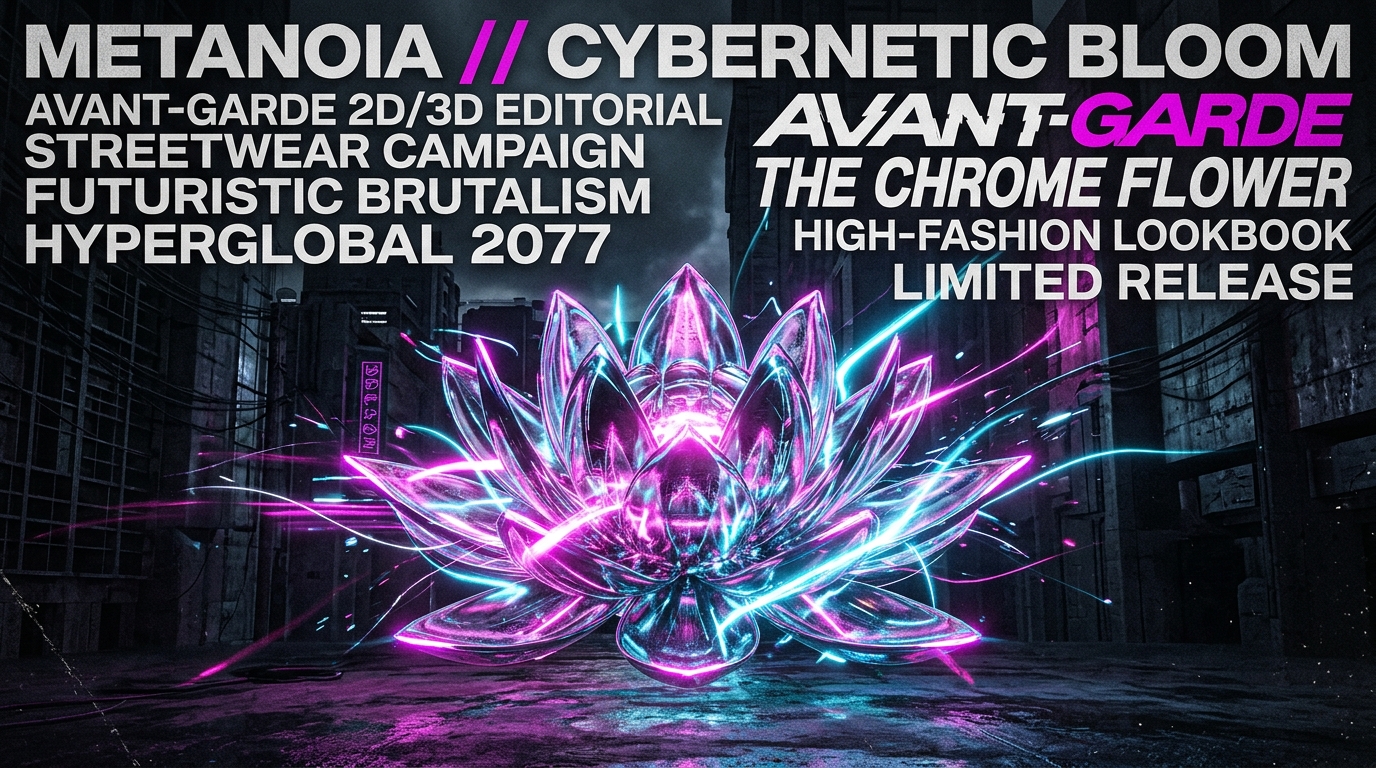 METANOIA // CYBERNETIC BLOOM
AVANT-GARDE 2D/3D EDITORIAL
STREETWEAR CAMPAIGN
FUTURISTIC BRUTALISM
HYPERGLOBAL 2077
AVANT-GARDE
THE CHROME FLOWER
HIGH-FASHION LOOKBOOK
LIMITED RELEASE